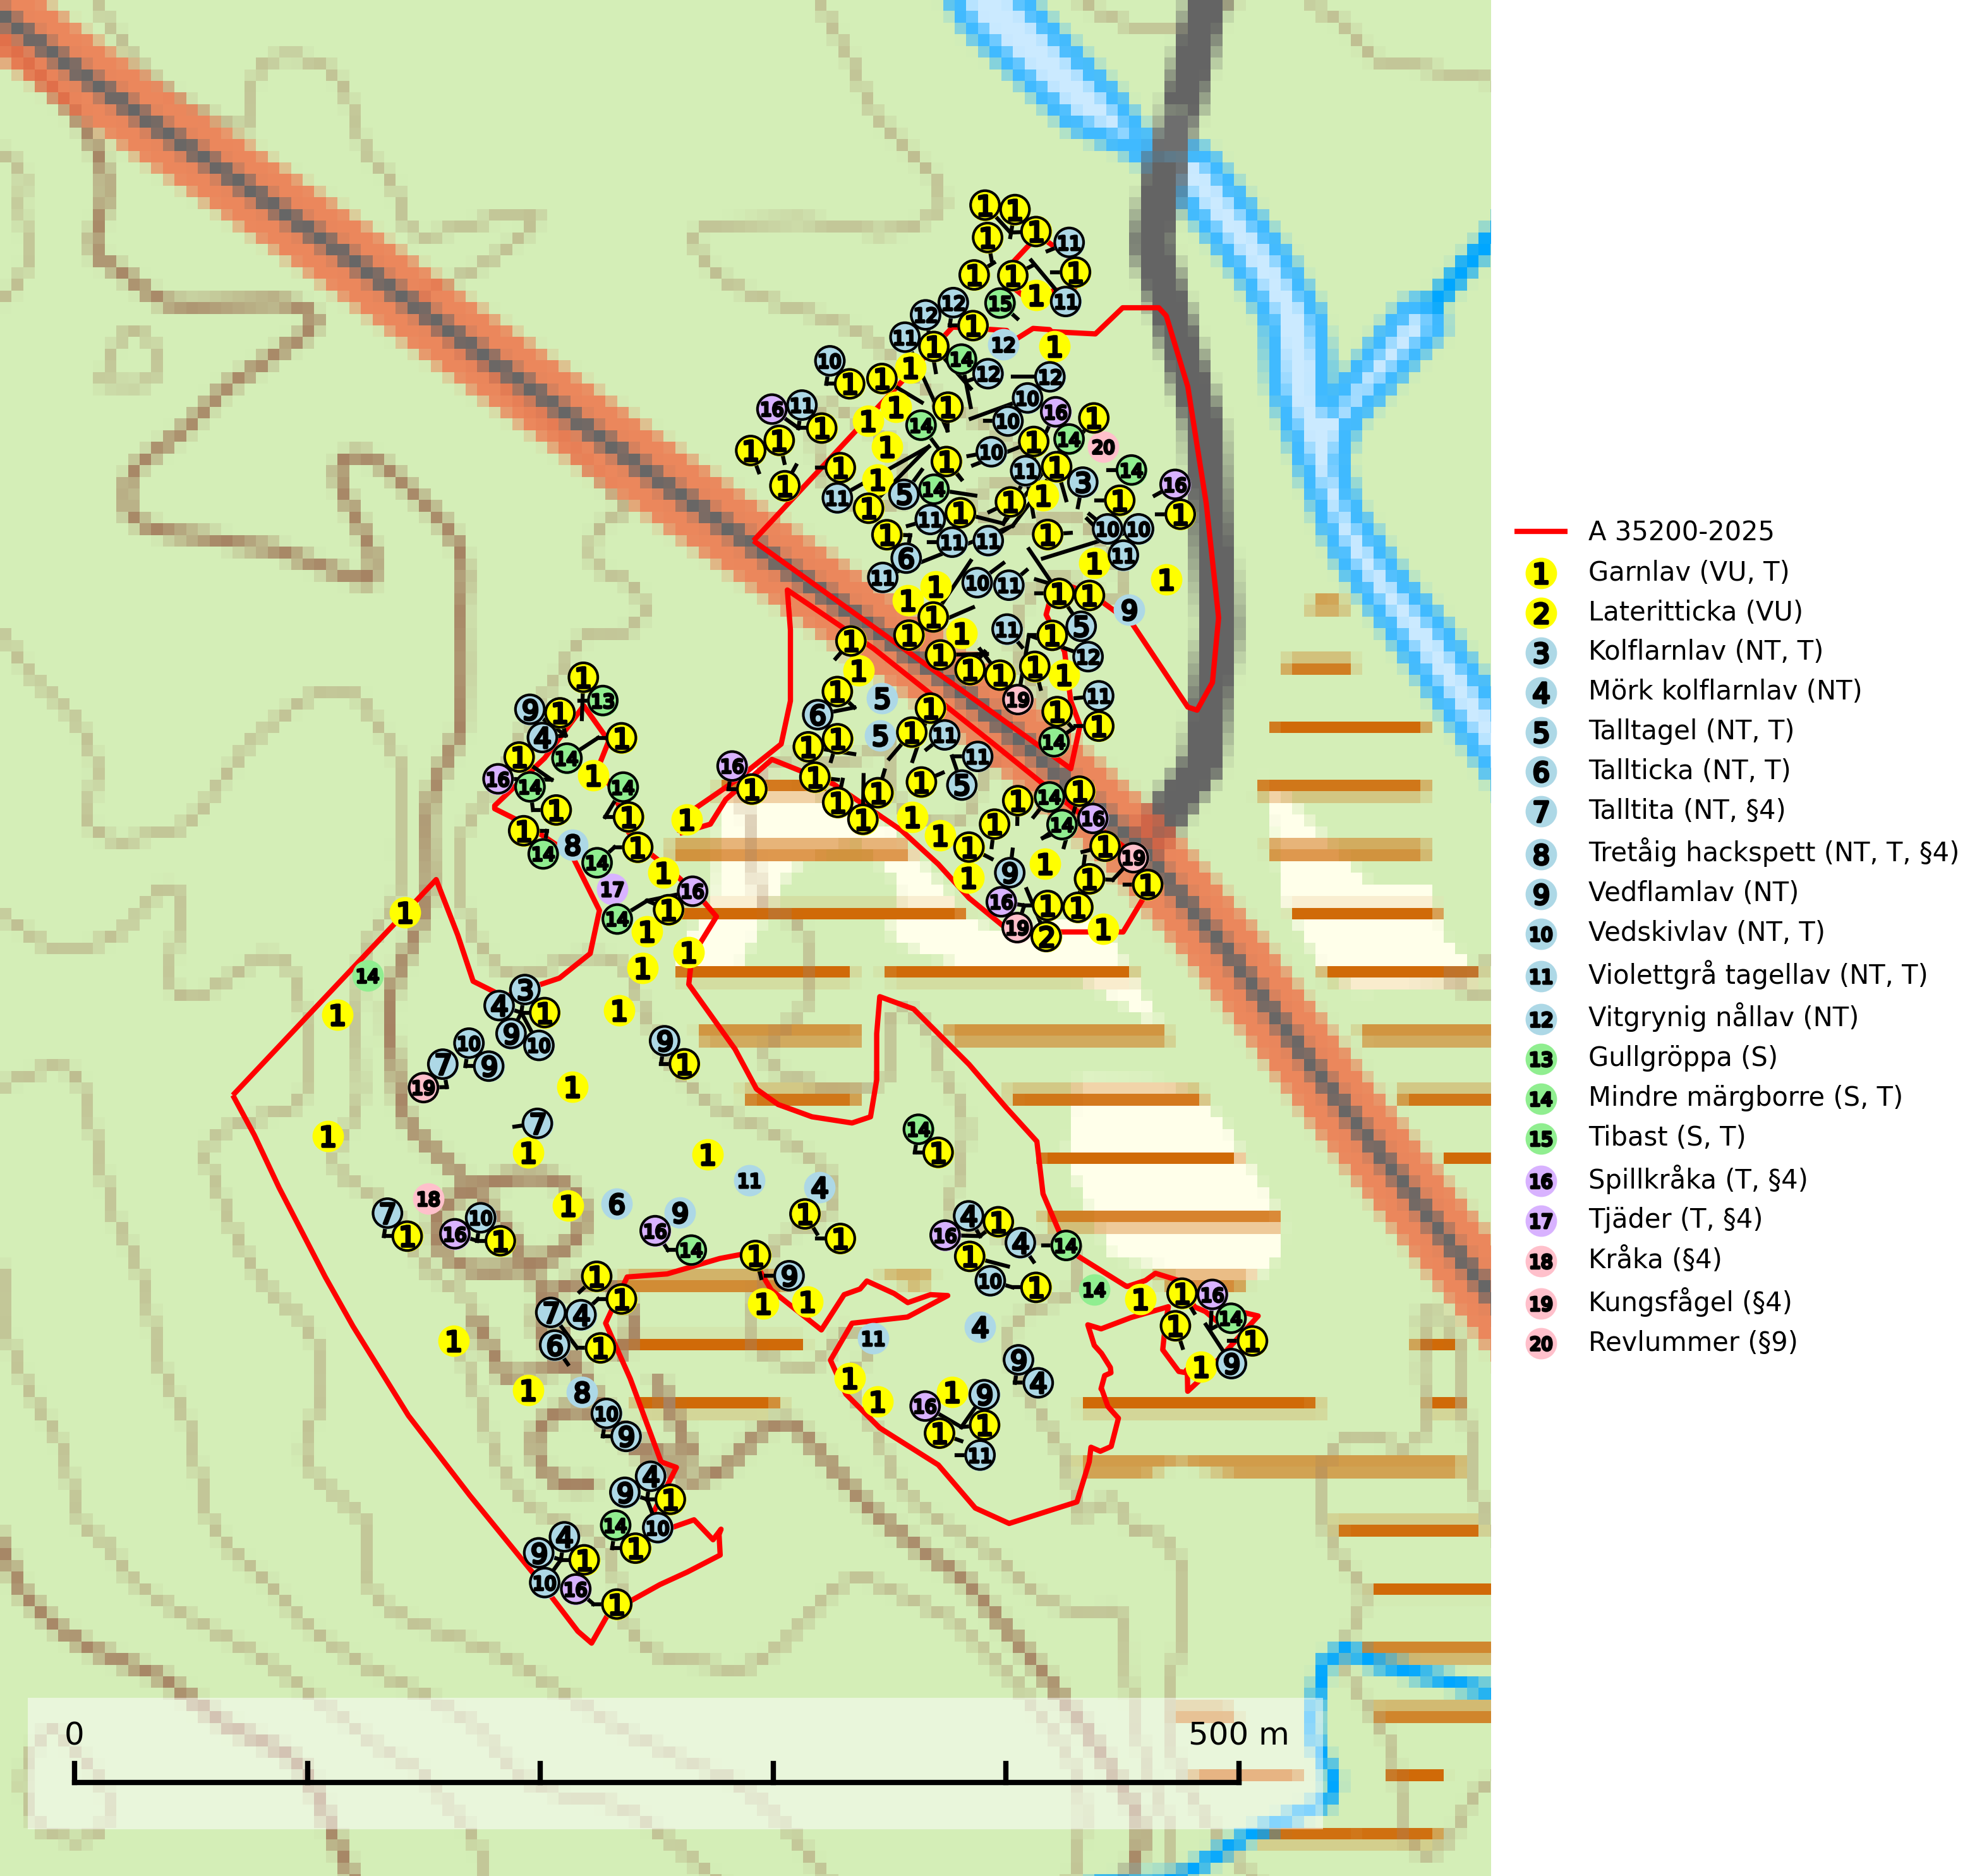 A 35200-2025
1 Garnlav (VU, T)
2 Laterittica (VU)
3 Kolflarnlav (NT, T)
4 Mörk kolflarnlav (NT)
5 Talltagel (NT, T)
6 Tallticka (NT, T)
7 Talltita (NT, §4)
8 Tretåig hackspett (NT, T, §4)
9 Vedflamlav (NT)
10 Vedskivlav (NT, T)
11 Violettgrå tagellav (NT, T)
12 Vitgrynig nållav (NT)
13 Gullgröppa (S)
14 Mindre märgborre (S, T)
15 Tibast (S, T)
16 Spillkråka (T, §4)
17 Tjäder (T, §4)
18 Kråka (§4)
19 Kungsfågel (§4)
20 Revlummer (§9)
0 500 m